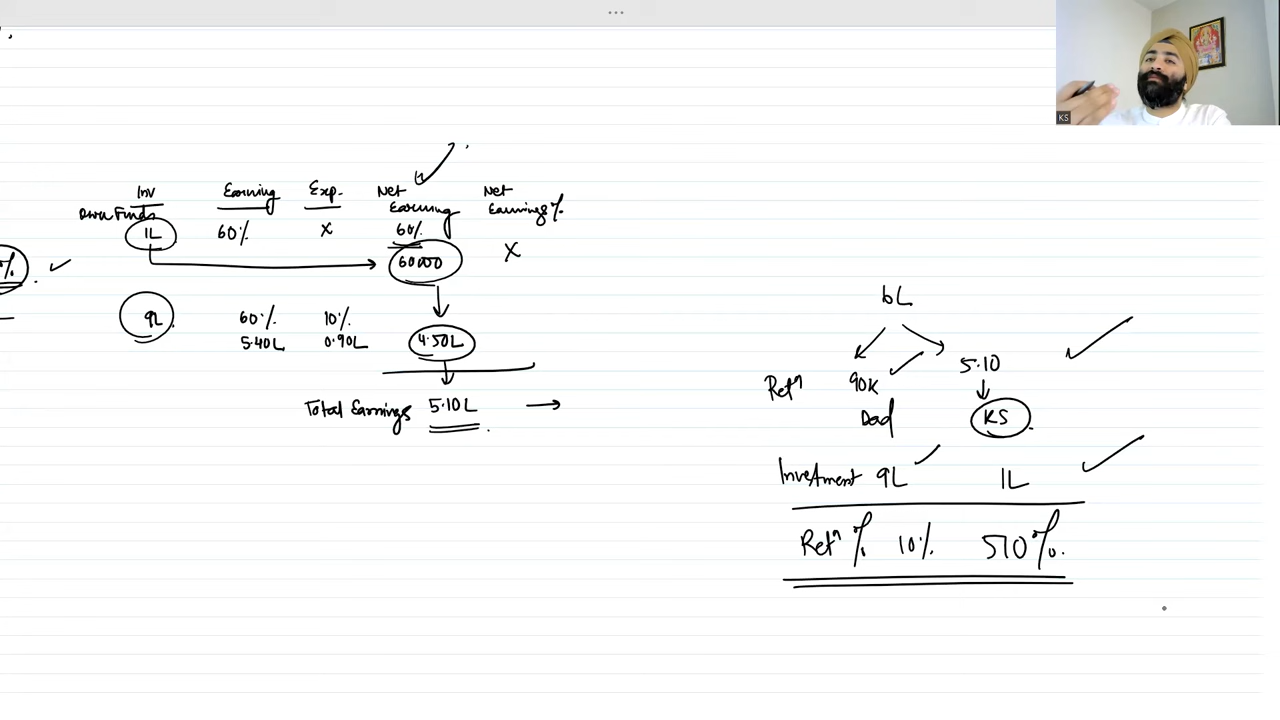 Inv Earning Exp. Net Net
Own Funds Earning Earnings %
1L 60% x 60%
60000 x
%
9L 60% 10%
5.40L 0.90L 4.50L
Total Earnings 5.10L
6L
Retⁿ 90K 5.10
Dad KS
Investment 9L 1L
Retⁿ % 10% 510%.
KS